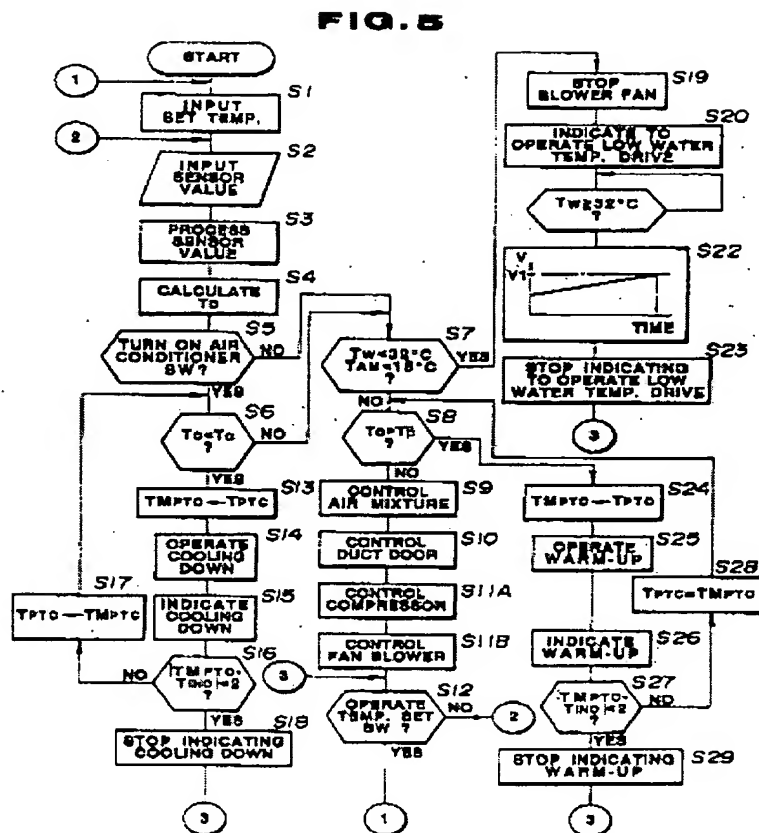 FIG. 5
START
1
S1
INPUT
SET TEMP.
2
S2
INPUT
SENSOR
VALUE
S3
PROCESS
SENSOR
VALUE
S4
CALCULATE
S5
TURN ON AIR
CONDITIONER
SW?
NO
YES
S6
?
NO
YES
S13
TMPTC — TPTC
S14
OPERATE
COOLING
DOWN
S17
TPTC — TMPTC
S15
INDICATE
COOLING
DOWN
S16
?
NO
YES
S18
STOP INDICATING
COOLING DOWN
3
S7
?
YES
NO
S8
?
YES
NO
S9
CONTROL
AIR MIXTURE
S10
CONTROL
DUCT DOOR
S11A
CONTROL
COMPRESSOR
S11B
CONTROL
FAN BLOWER
3
S12
OPERATE
TEMP. SET
SW ?
NO
2
YES
1
S19
STOP
BLOWER FAN
S20
INDICATE TO
OPERATE LOW WATER
TEMP. DRIVE
TW≥32°C
?
S22
V
V1
TIME
S23
STOP INDICATING
TO OPERATE LOW
WATER TEMP. DRIVE
3
S24
TMPTC — TPTC
S25
OPERATE
WARM-UP
S28
TPTC=TMPTC
S26
INDICATE
WARM-UP
S27
?
NO
YES
S29
STOP INDICATING
WARM-UP
3